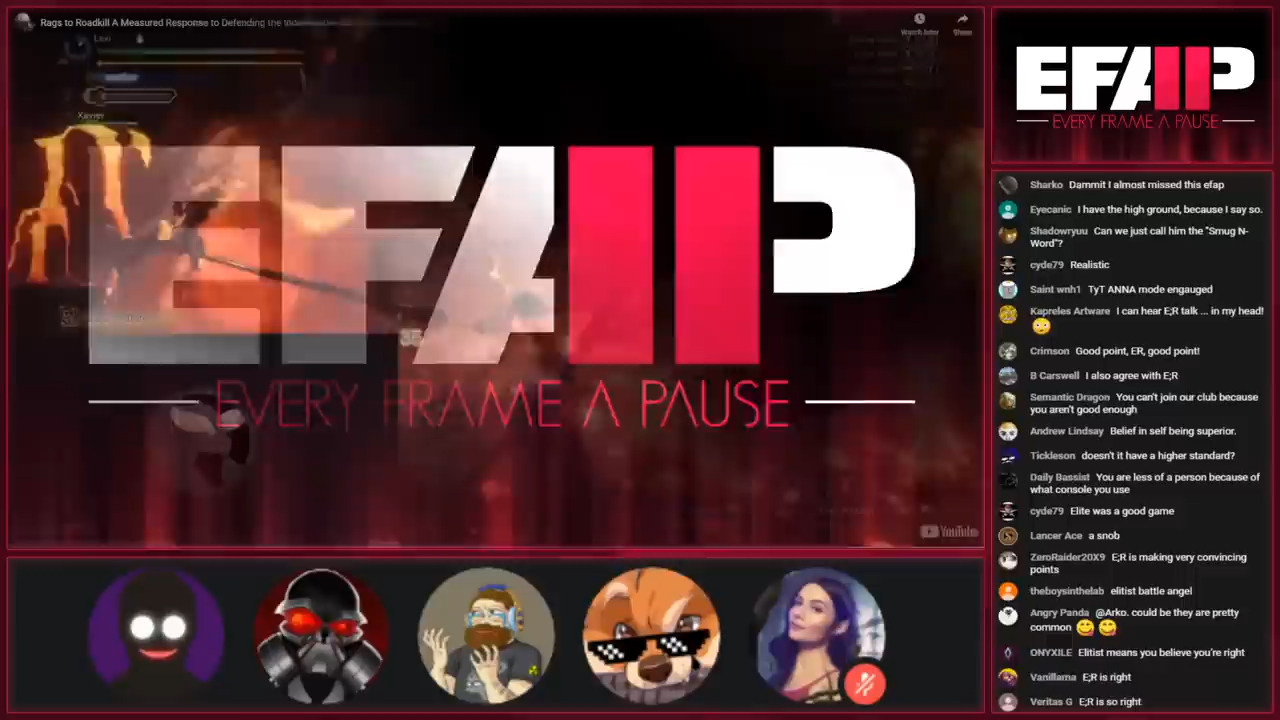 Rags to Roadkill A Measured Response to Defending the
Watch later
Share
Xavier
EFAP
EVERY FRAME A PAUSE
YouTube
EFAP
EVERY FRAME A PAUSE
Sharko Dammit I almost missed this efap
Eyecanic I have the high ground, because I say so.
Shadowryuu Can we just call him the "Smug N-
Word"?
cyde79 Realistic
Saint wnh1 TyT ANNA mode engauged
Kapreles Artware I can hear E;R talk ... in my head!
😳
Crimson Good point, ER, good point!
B Carswell I also agree with E;R
Semantic Dragon You can't join our club because
you aren't good enough
Andrew Lindsay Belief in self being superior.
Tickleson doesn't it have a higher standard?
Daily Bassist You are less of a person because of
what console you use
cyde79 Elite was a good game
Lancer Ace a snob
ZeroRaider20X9 E;R is making very convincing
points
theboysinthelab elitist battle angel
Angry Panda @Arko. could be they are pretty
common 😋 😋
ONYXILE Elitist means you believe you're right
Vanillama E;R is right
Veritas G E;R is so right